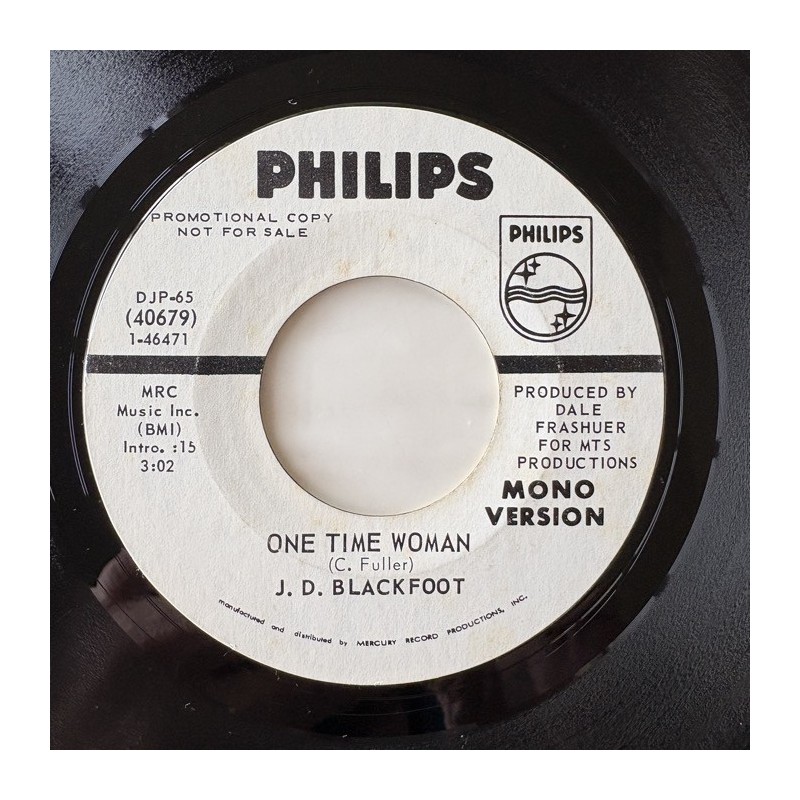 PHILIPS
PROMOTIONAL COPY
NOT FOR SALE
PHILIPS
DJP-65
(40679)
1-46471
MRC
Music Inc.
(BMI)
Intro. :15
3:02
PRODUCED BY
DALE
FRASHUER
FOR MTS
PRODUCTIONS
MONO
VERSION
ONE TIME WOMAN
(C. Fuller)
J. D. BLACKFOOT
manufactured and distributed by MERCURY RECORD PRODUCTIONS, INC.